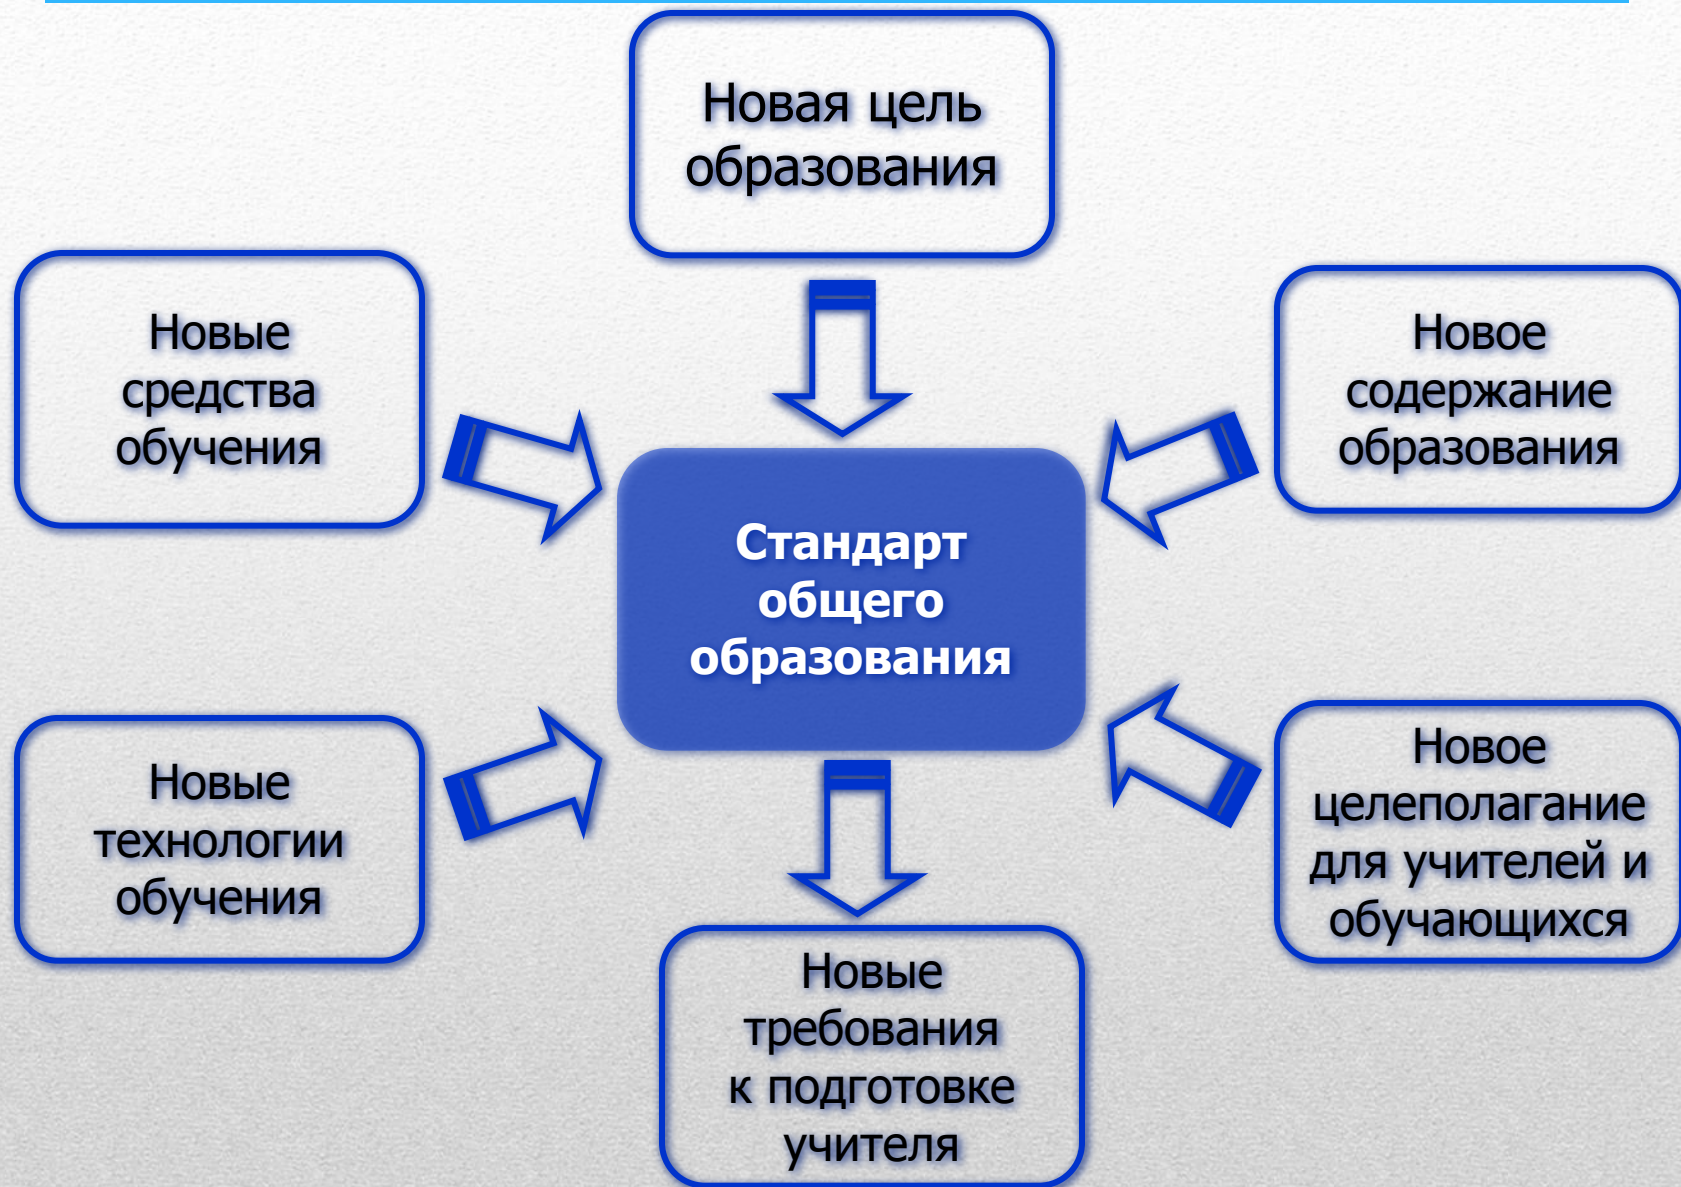 Новая цель
образования
Новые
средства
обучения
Новое
содержание
образования
Стандарт
общего
образования
Новые
технологии
обучения
Новое
целеполагание
для учителей и
обучающихся
Новые
требования
к подготовке
учителя